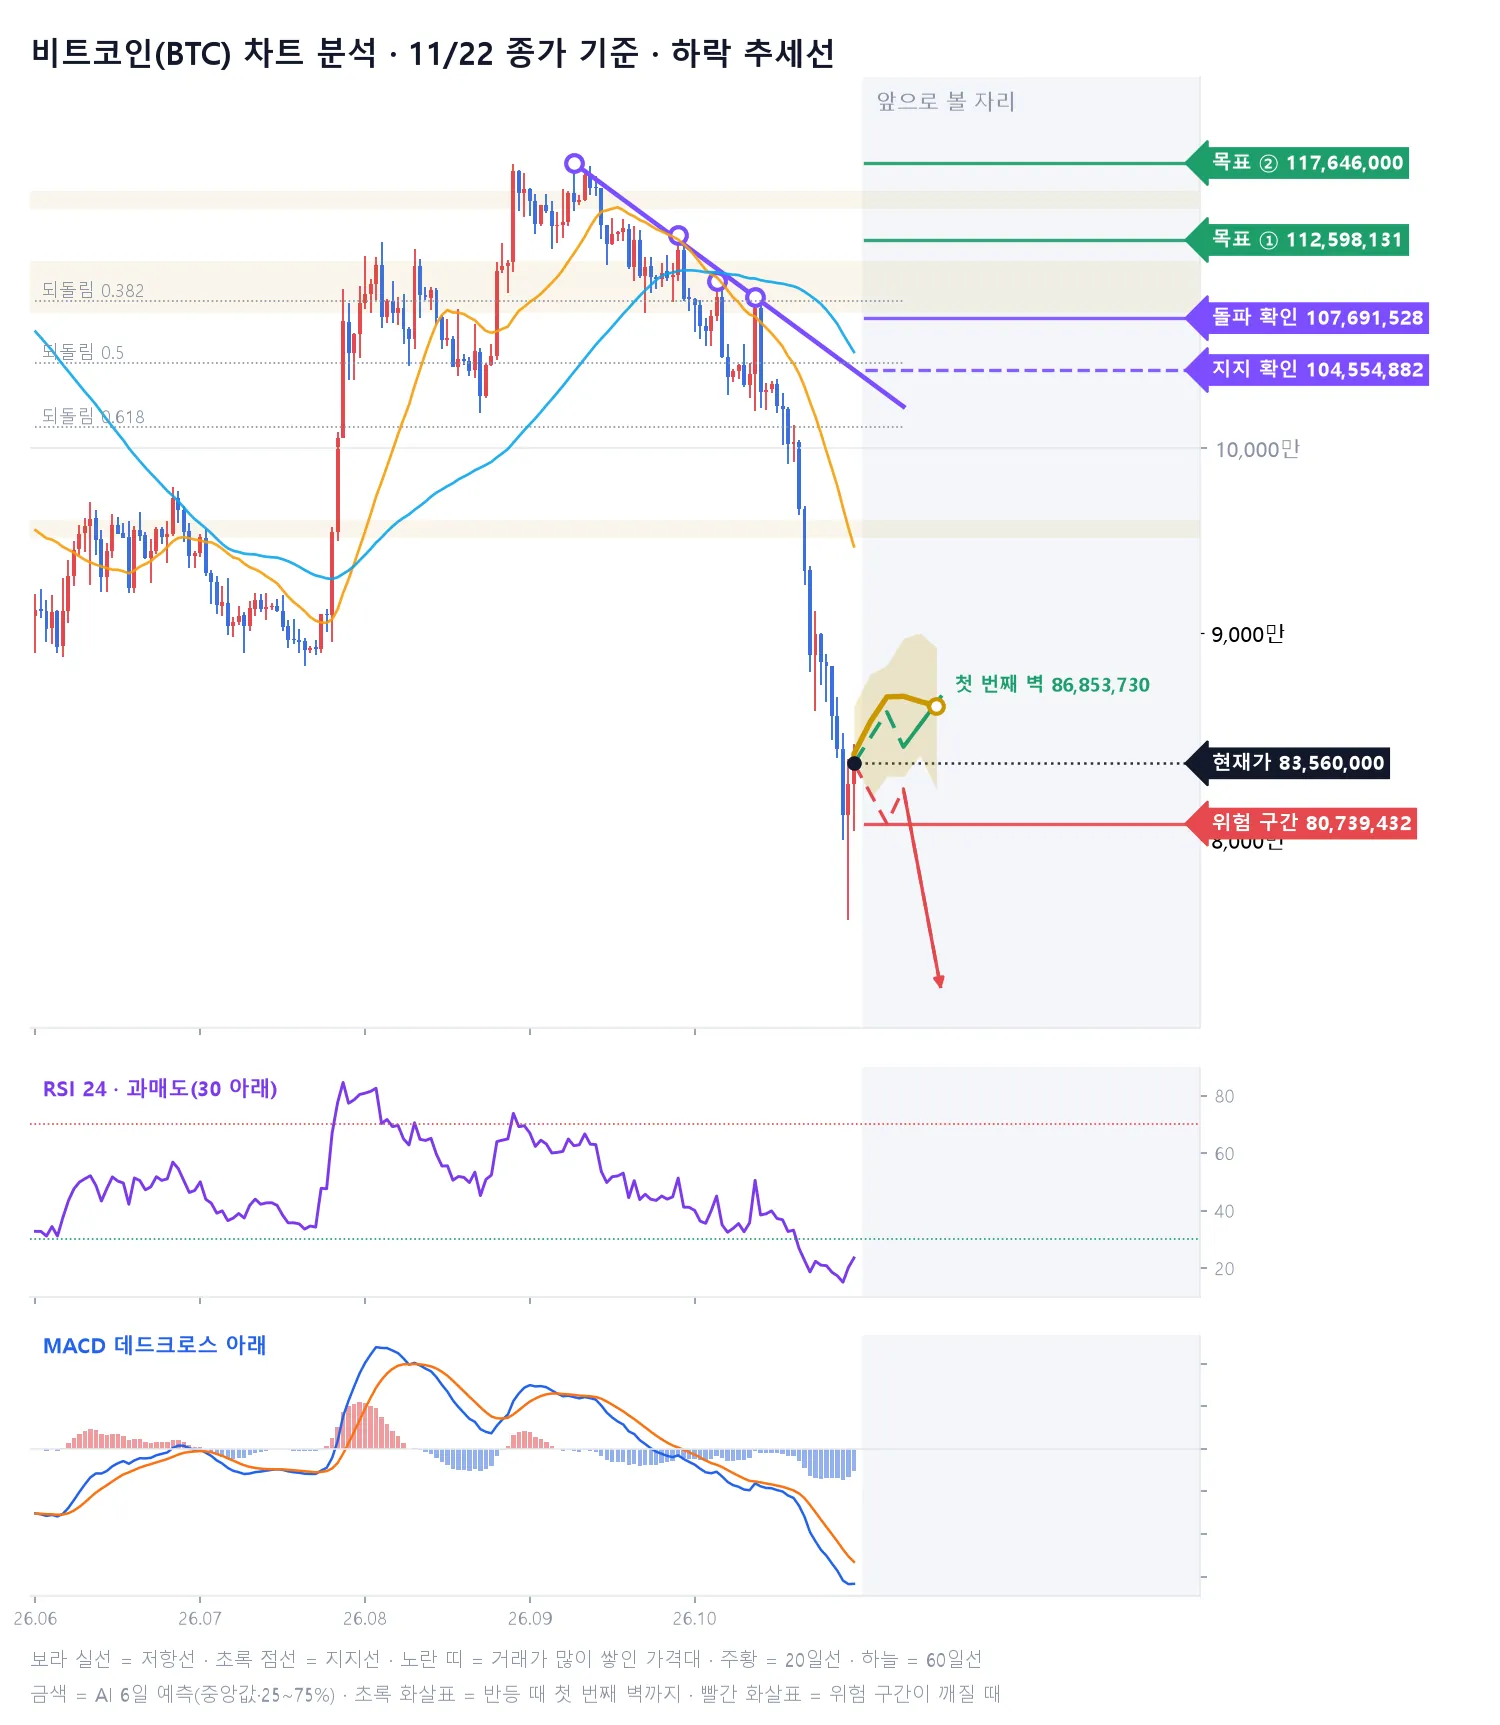 비트코인(BTC) 차트 분석 · 11/22 종가 기준 · 하락 추세선
앞으로 볼 자리
목표 ② 117,646,000
목표 ① 112,598,131
되돌림 0.382
돌파 확인 107,691,528
되돌림 0.5
지지 확인 104,554,882
되돌림 0.618
10,000만
9,000만
첫 번째 벽 86,853,730
현재가 83,560,000
위험 구간 80,739,432
8,000만
RSI 24 · 과매도(30 아래)
80
60
40
20
MACD 데드크로스 아래
26.06
26.07
26.08
26.09
26.10
보라 실선 = 저항선 · 초록 점선 = 지지선 · 노란 띠 = 거래가 많이 쌓인 가격대 · 주황 = 20일선 · 하늘 = 60일선
금색 = AI 6일 예측(중앙값·25~75%) · 초록 화살표 = 반등 때 첫 번째 벽까지 · 빨간 화살표 = 위험 구간이 깨질 때